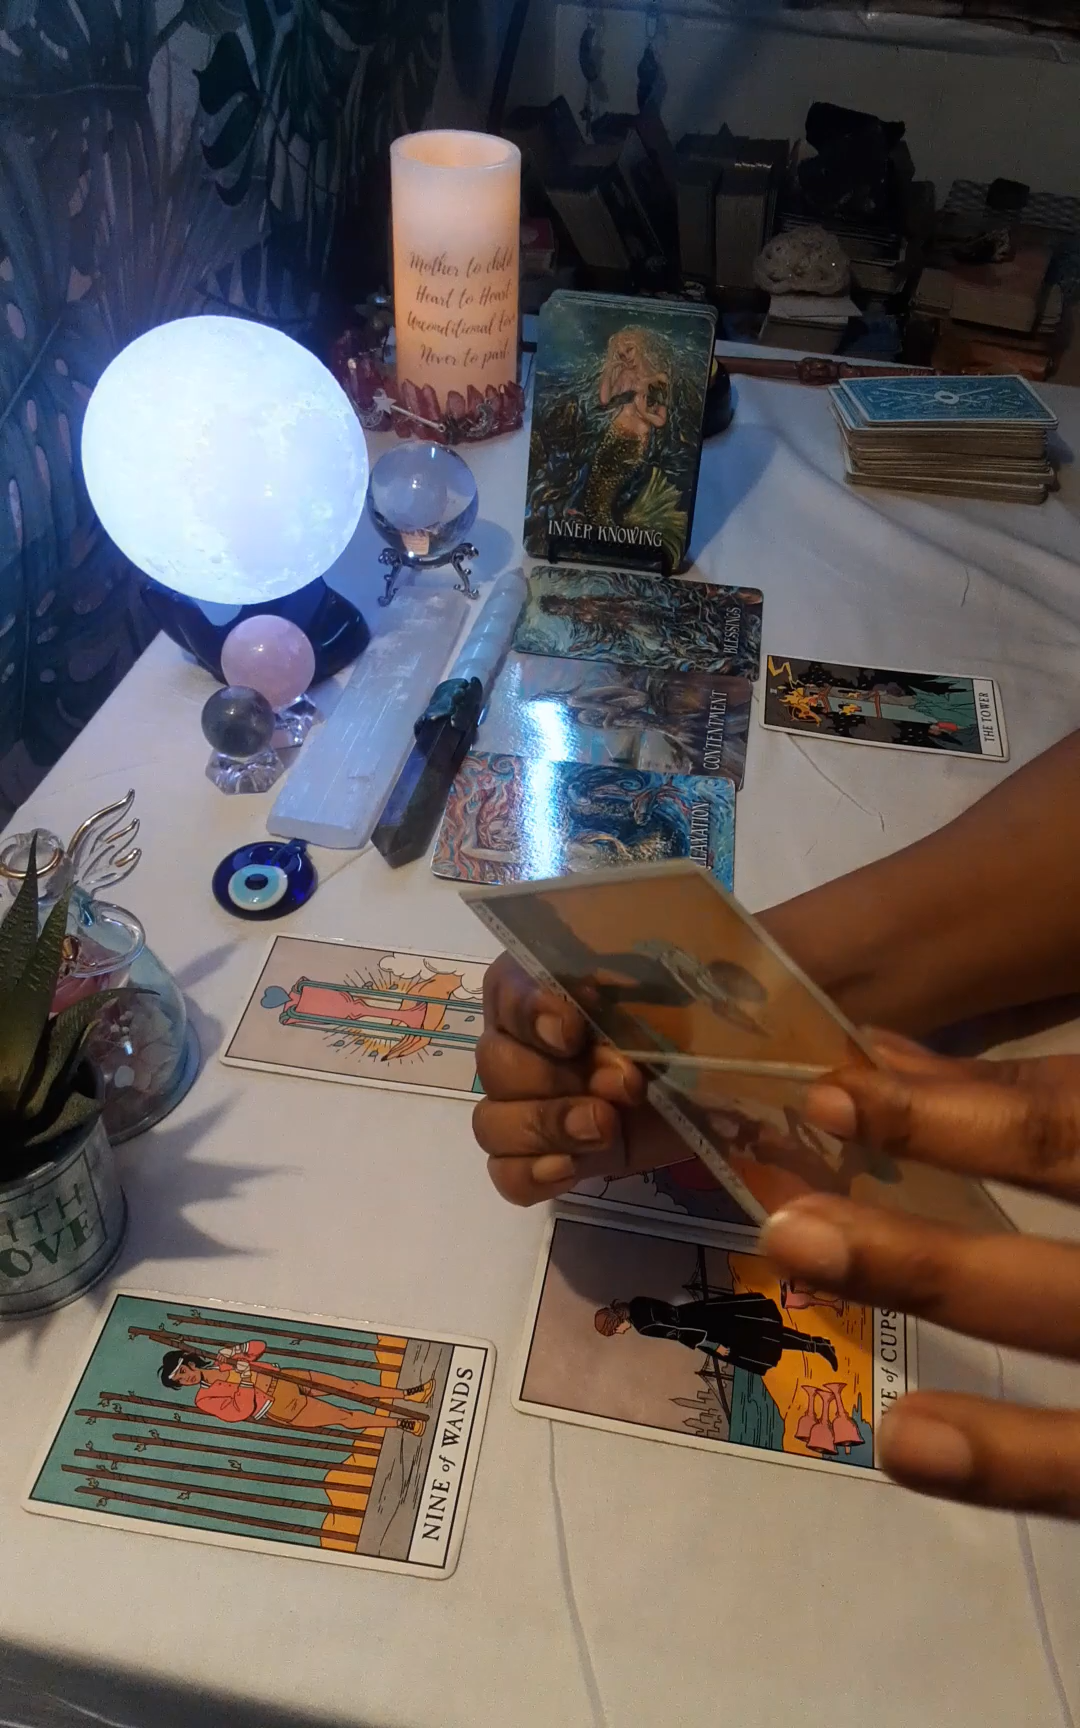 Mother to child
Heart to Heart
Unconditional
Never to part
INNER KNOWING
BLESSINGS
CONTENTMENT
THE TOWER
NINE of WANDS
of CUPS